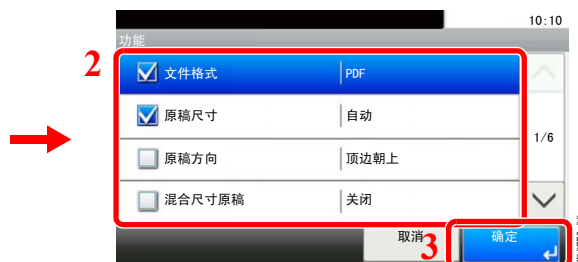 10:10
功能
2
文件格式 PDF
原稿尺寸 自动
1/6
原稿方向 顶边朝上
混合尺寸原稿 关闭
取消 3 确定